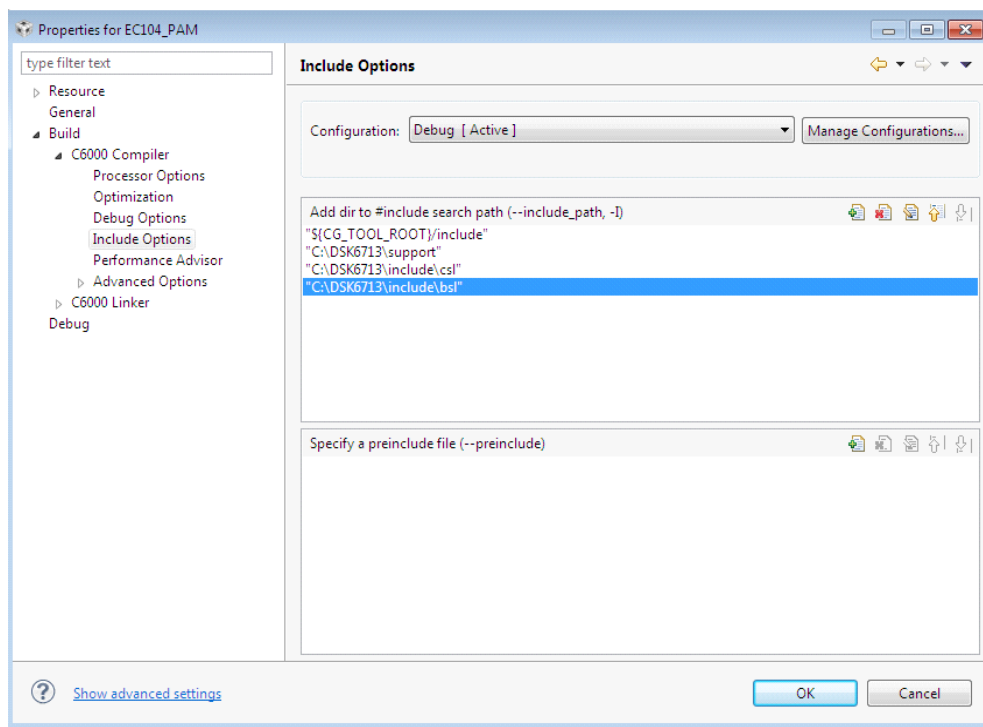 Properties for EC104_PAM
type filter text
Resource
General
Build
C6000 Compiler
Processor Options
Optimization
Debug Options
Include Options
Performance Advisor
Advanced Options
C6000 Linker
Debug
Include Options
Configuration:
Debug [ Active ]
Manage Configurations...
Add dir to #include search path (--include_path, -I)
"${CG_TOOL_ROOT}/include"
"C:\DSK6713\support"
"C:\DSK6713\include\csl"
"C:\DSK6713\include\bsl"
Specify a preinclude file (--preinclude)
?
Show advanced settings
OK
Cancel